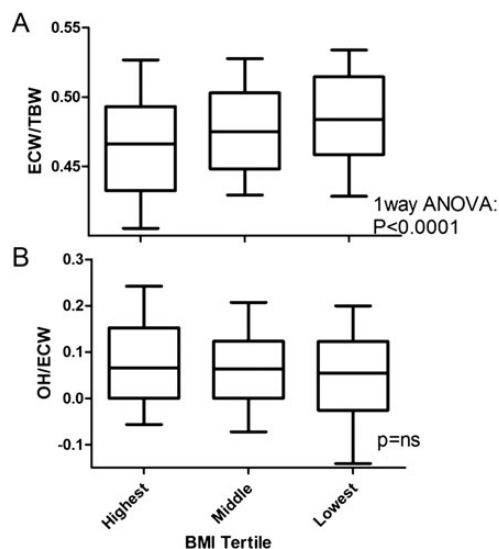 A
0.55
0.50
0.45
ECW/TBW
1way ANOVA:
P<0.0001
B
0.3
0.2
0.1
0.0
-0.1
OH/ECW
p=ns
Highest
Middle
Lowest
BMI Tertile